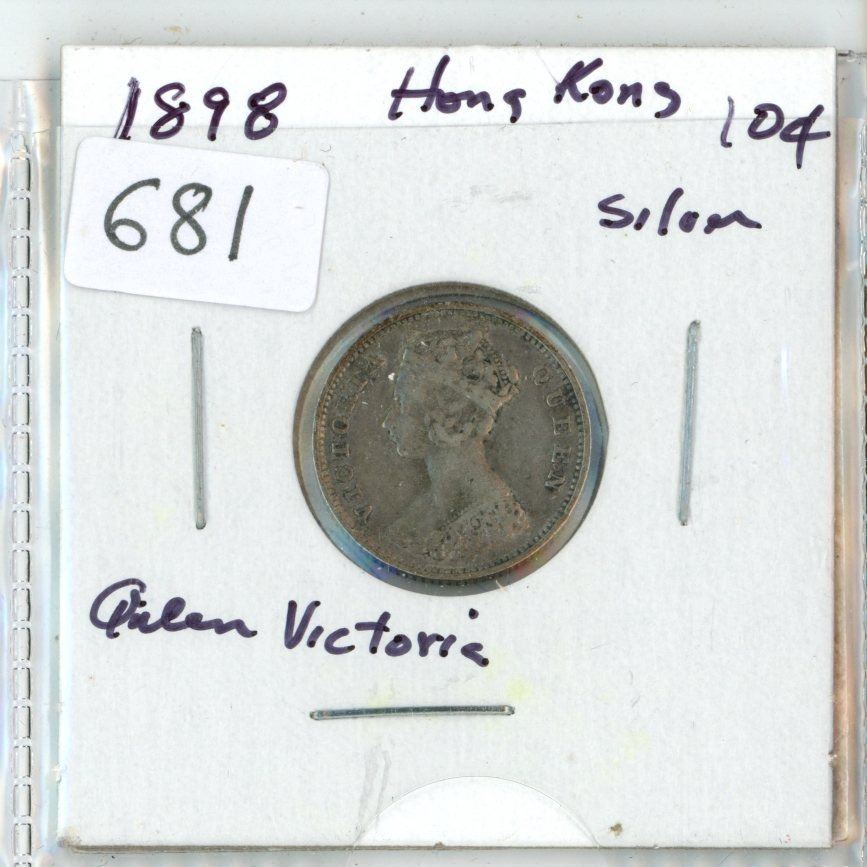 1898 Hong Kong 10¢
681
Silver
VICTORIA QUEEN
Queen Victoria